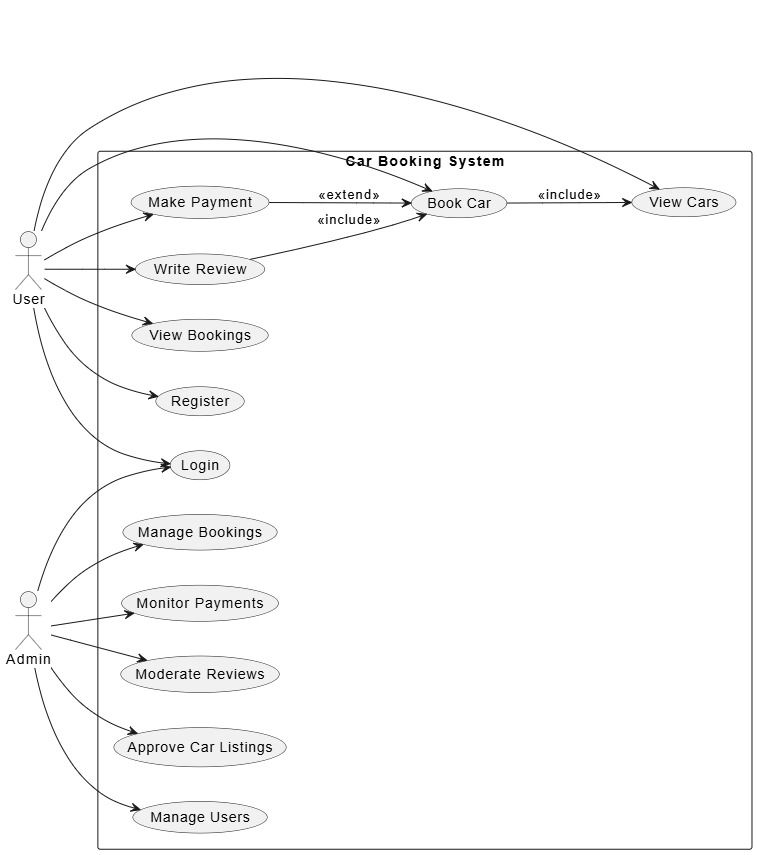 Car Booking System
Make Payment
«extend»
Book Car
«include»
View Cars
«include»
Write Review
User
View Bookings
Register
Login
Manage Bookings
Monitor Payments
Admin
Moderate Reviews
Approve Car Listings
Manage Users